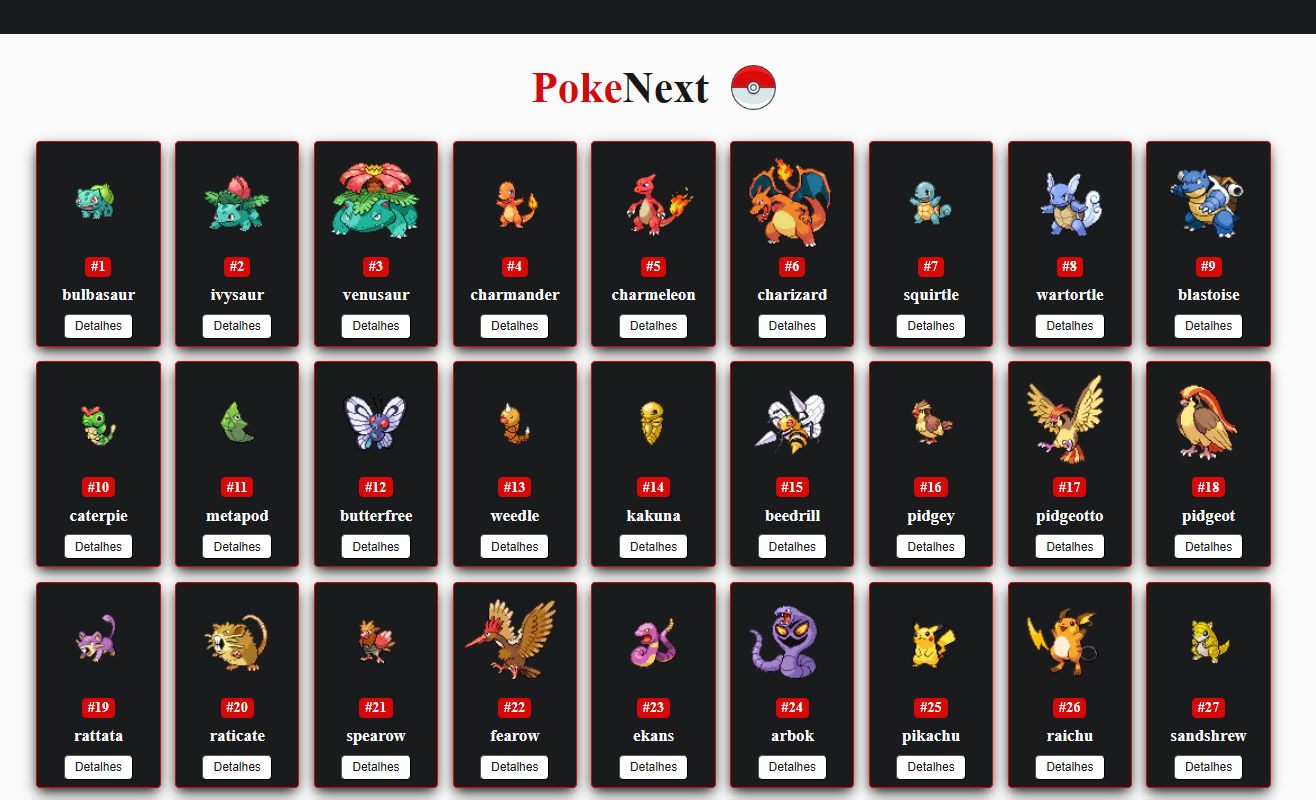 PokeNext
#1 #2 #3 #4 #5 #6 #7 #8 #9
bulbasaur ivysaur venusaur charmander charmeleon charizard squirtle wartortle blastoise
Detalhes Detalhes Detalhes Detalhes Detalhes Detalhes Detalhes Detalhes Detalhes
#10 #11 #12 #13 #14 #15 #16 #17 #18
caterpie metapod butterfree weedle kakuna beedrill pidgey pidgeotto pidgeot
Detalhes Detalhes Detalhes Detalhes Detalhes Detalhes Detalhes Detalhes Detalhes
#19 #20 #21 #22 #23 #24 #25 #26 #27
rattata raticate spearow fearow ekans arbok pikachu raichu sandshrew
Detalhes Detalhes Detalhes Detalhes Detalhes Detalhes Detalhes Detalhes Detalhes